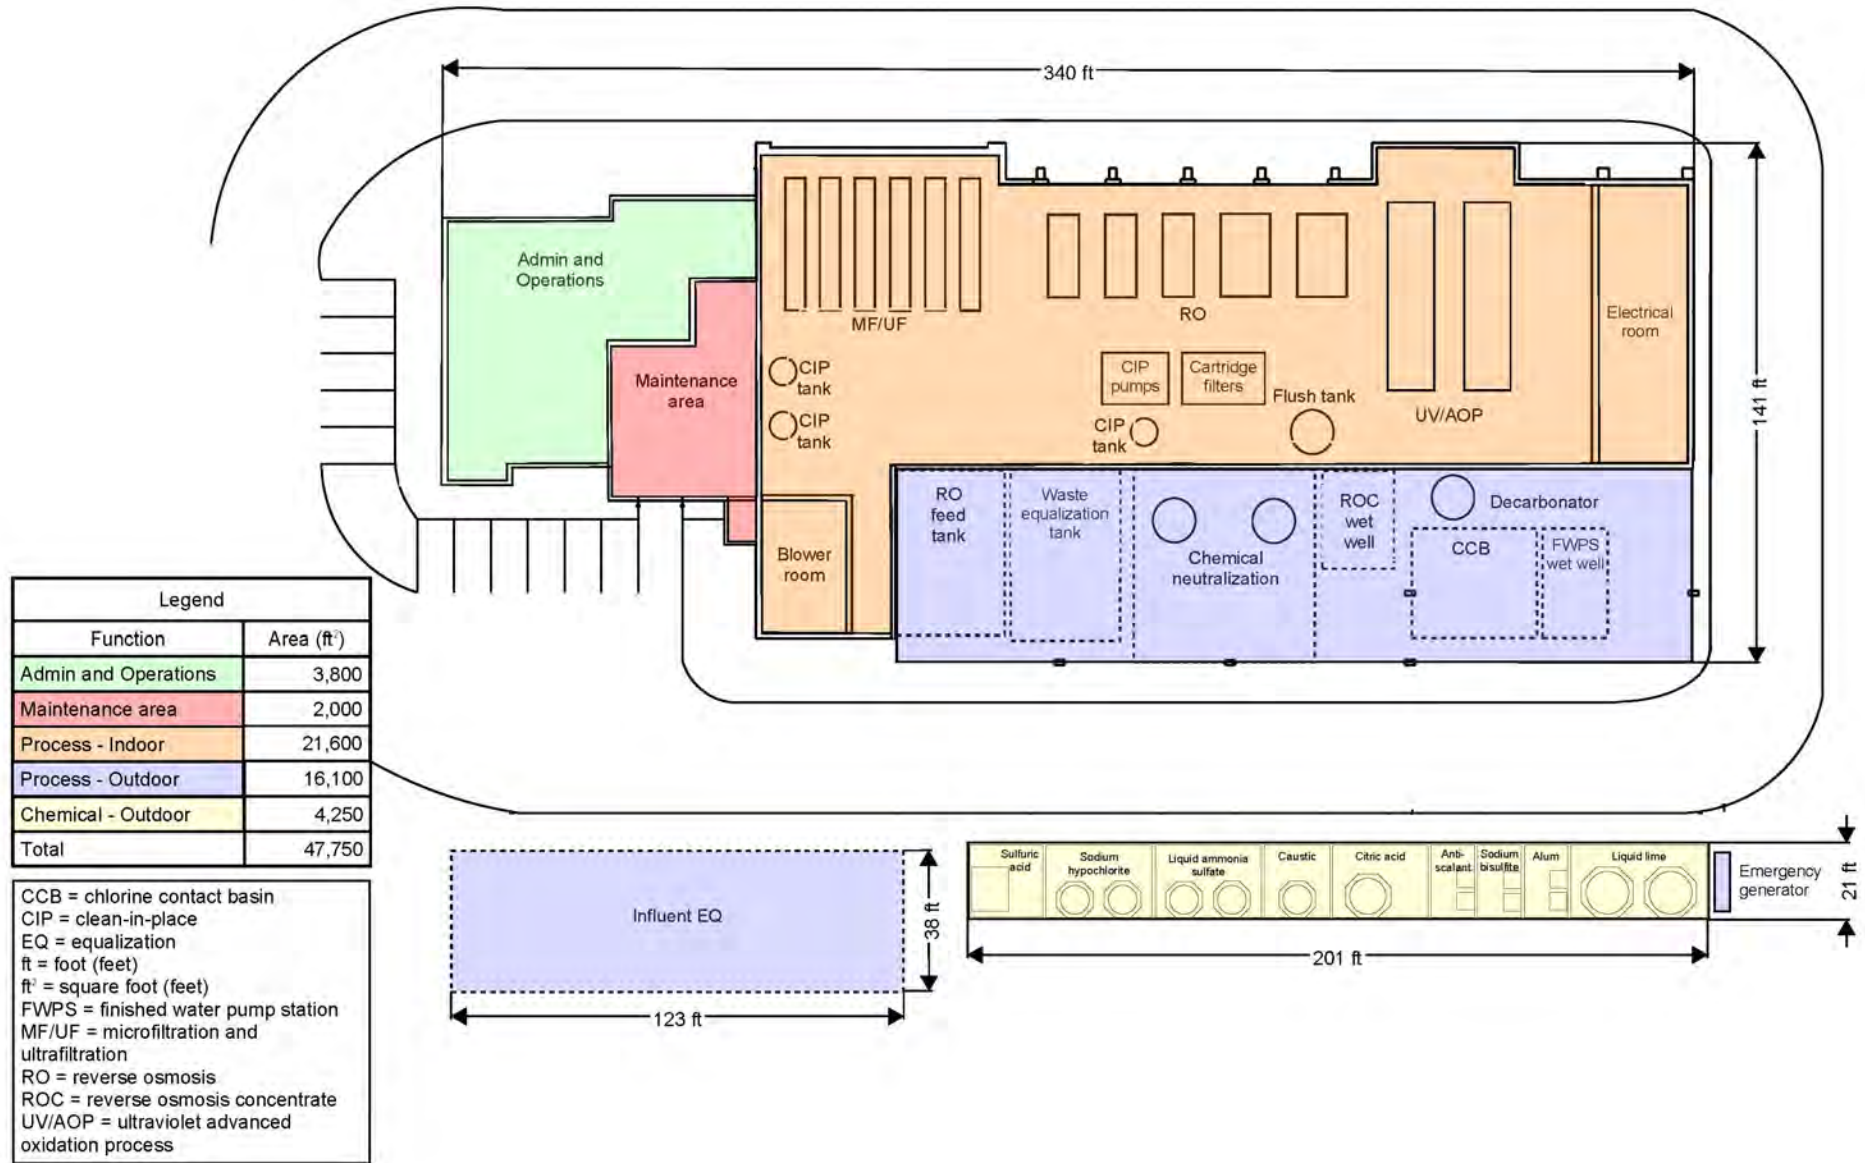 340 ft
141 ft
Admin and
Operations
Maintenance
area
MF/UF
CIP
tank
CIP
tank
RO
CIP
pumps
Cartridge
filters
CIP
tank
Flush tank
UV/AOP
Electrical
room
Blower
room
RO
feed
tank
Waste
equalization
tank
Chemical
neutralization
ROC
wet
well
Decarbonator
CCB
FWPS
wet well
Legend
Function Area (ft²)
Admin and Operations 3,800
Maintenance area 2,000
Process - Indoor 21,600
Process - Outdoor 16,100
Chemical - Outdoor 4,250
Total 47,750
CCB = chlorine contact basin
CIP = clean-in-place
EQ = equalization
ft = foot (feet)
ft² = square foot (feet)
FWPS = finished water pump station
MF/UF = microfiltration and
ultrafiltration
RO = reverse osmosis
ROC = reverse osmosis concentrate
UV/AOP = ultraviolet advanced
oxidation process
Influent EQ
38 ft
123 ft
Sulfuric
acid
Sodium
hypochlorite
Liquid ammonia
sulfate
Caustic
Citric acid
Anti-
scalant
Sodium
bisulfite
Alum
Liquid lime
Emergency
generator
21 ft
201 ft